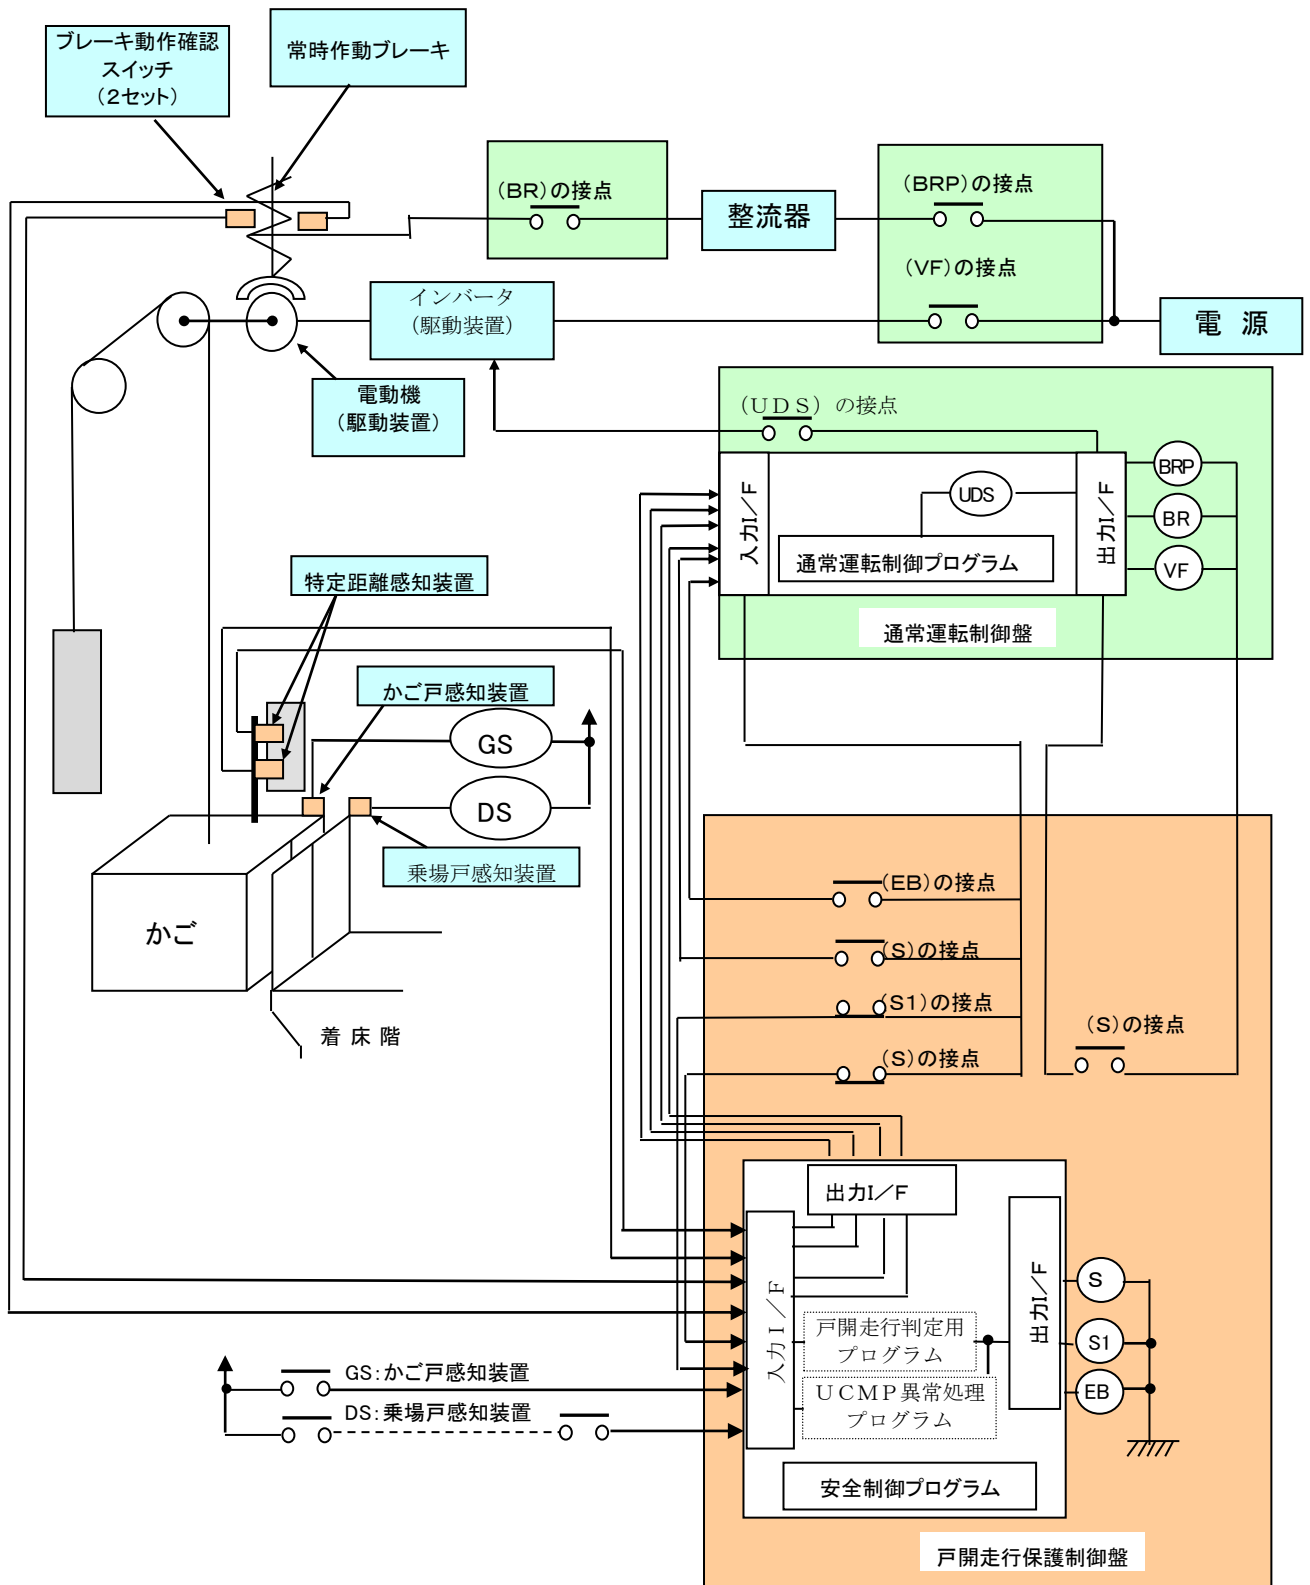 ブレーキ動作確認
スイッチ
（２セット）
常時作動ブレーキ
（BR）の接点
整流器
（BRP）の接点
（VF）の接点
電　源
インバータ
（駆動装置）
電動機
（駆動装置）
（ＵＤＳ）の接点
入力I／F
UDS
出力I／F
BRP
BR
VF
通常運転制御プログラム
通常運転制御盤
特定距離感知装置
かご戸感知装置
GS
DS
乗場戸感知装置
かご
着 床 階
（EB）の接点
（S）の接点
（S1）の接点
（S）の接点
（S）の接点
出力I／F
入力Ｉ／Ｆ
出力I／F
戸開走行判定用
プログラム
ＵＣＭＰ異常処理
プログラム
S
S1
EB
GS：かご戸感知装置
DS：乗場戸感知装置
安全制御プログラム
戸開走行保護制御盤